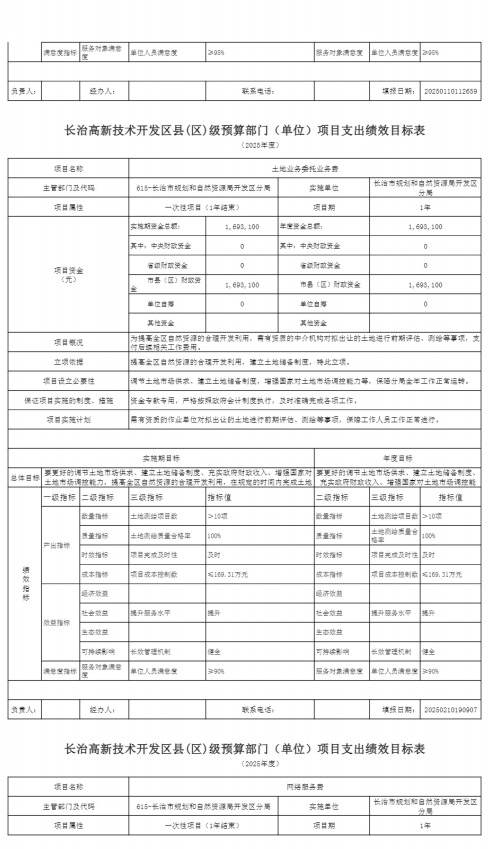 满意度指标 服务对象满意度 单位人员满意度 ≥95% 服务对象满意度 单位人员满意度 ≥95%
负责人: 经办人: 联系电话: 填报日期: 20250110112659
长治高新技术开发区县(区)级预算部门（单位）项目支出绩效目标表
（2025年度）
项目名称 土地业务委托业务费
主管部门及代码 615-长治市规划和自然资源局开发区分局 实施单位 长治市规划和自然资源局开发区分局
项目属性 一次性项目（1年结束） 项目期 1年
项目资金（元） 实施期资金总额: 1,693,100 年度资金总额: 1,693,100
其中: 中央财政资金 0 其中: 中央财政资金 0
省级财政资金 0 省级财政资金 0
市县（区）财政资金 1,693,100 市县（区）财政资金 1,693,100
单位自筹 0 单位自筹 0
其他资金 其他资金
项目概况 为提高全区自然资源的合理开发利用，需有资质的中介机构对拟出让的土地进行前期评估、测绘等事项，支付后续相关工作费用。
立项依据 提高全区自然资源的合理开发利用，建立土地储备制度，特此立项。
项目设立必要性 调节土地市场供求、建立土地储备制度，增强国家对土地市场调控能力等，保障分局全年工作正常运转。
保证项目实施的制度、措施 资金专款专用，严格按照政府会计制度执行，及时准确完成各项工作。
项目实施计划 需有资质的作业单位对拟出让的土地进行前期评估、测绘等事项，保障工作人员工作正常进行。
实施期目标 年度目标
总体目标 要更好的调节土地市场供求、建立土地储备制度、充实政府财政收入、增强国家对土地市场调控能力，提高全区自然资源的合理开发利用，在规定的时间内完成土地 要更好的调节土地市场供求、建立土地储备制度、充实政府财政收入、增强国家对土地市场调控能
绩效指标 一级指标 二级指标 三级指标 指标值 二级指标 三级指标 指标值
产出指标 数量指标 土地测绘项目数 ＞10项 数量指标 土地测绘项目数 ＞10项
质量指标 土地测绘质量合格率 100% 质量指标 土地测绘质量合格率 100%
时效指标 项目完成及时性 及时 时效指标 项目完成及时性 及时
成本指标 项目成本控制数 ≤169.31万元 成本指标 项目成本控制数 ≤169.31万元
效益指标 经济效益 经济效益
社会效益 提升服务水平 提升 社会效益 提升服务水平 提升
生态效益 生态效益
可持续影响 长效管理机制 健全 可持续影响 长效管理机制 健全
满意度指标 服务对象满意度 单位人员满意度 ≥90% 服务对象满意度 单位人员满意度 ≥90%
负责人: 经办人: 联系电话: 填报日期: 20250210190907
长治高新技术开发区县(区)级预算部门（单位）项目支出绩效目标表
（2025年度）
项目名称 网络服务费
主管部门及代码 615-长治市规划和自然资源局开发区分局 实施单位 长治市规划和自然资源局开发区分局
项目属性 一次性项目（1年结束） 项目期 1年